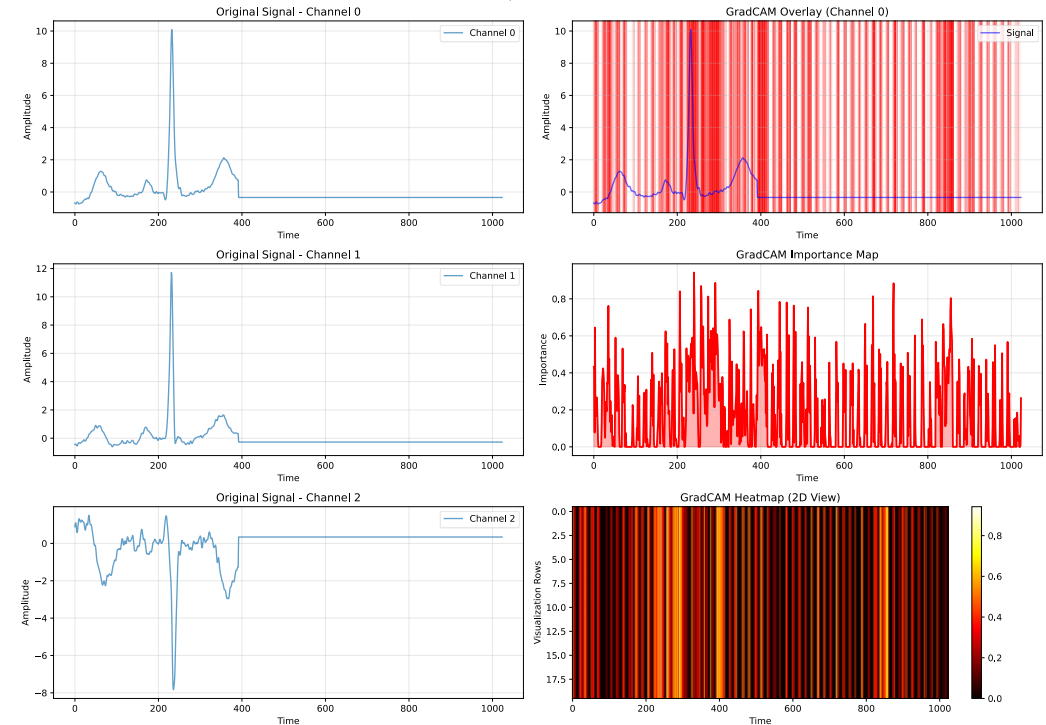 Original Signal - Channel 0
Amplitude
10
8
6
4
2
0
Channel 0
0 200 400 600 800 1000
Time
GradCAM Overlay (Channel 0)
Amplitude
10
8
6
4
2
0
Signal
0 200 400 600 800 1000
Time
Original Signal - Channel 1
Amplitude
12
10
8
6
4
2
0
Channel 1
0 200 400 600 800 1000
Time
GradCAM Importance Map
Importance
0.8
0.6
0.4
0.2
0.0
0 200 400 600 800 1000
Time
Original Signal - Channel 2
Amplitude
0
−2
−4
−6
−8
Channel 2
0 200 400 600 800 1000
Time
GradCAM Heatmap (2D View)
Visualization Rows
0.0
2.5
5.0
7.5
10.0
12.5
15.0
17.5
0 200 400 600 800 1000
Time
0.8
0.6
0.4
0.2
0.0